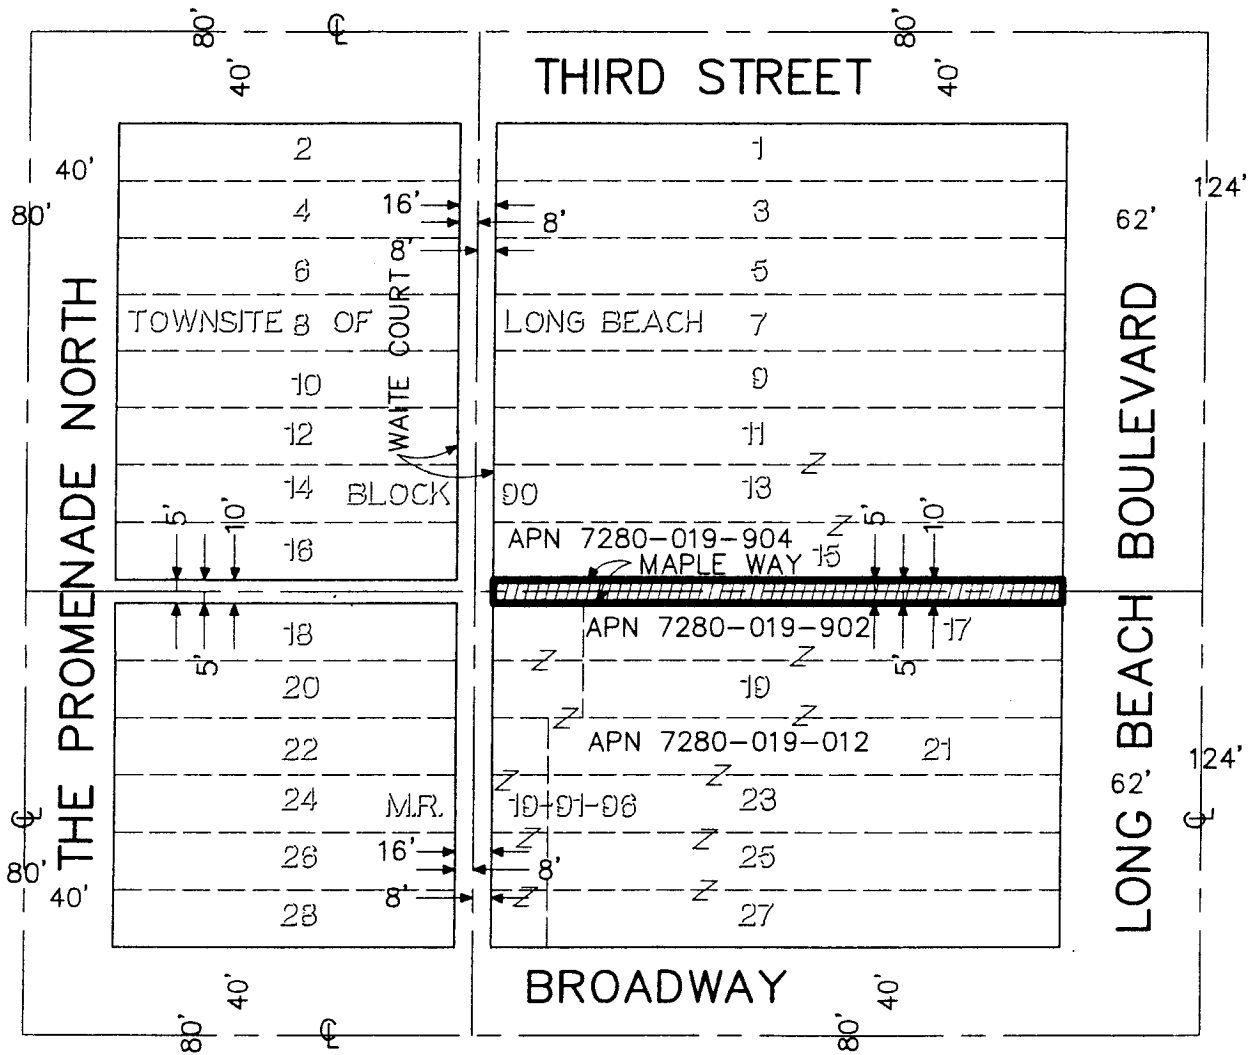 80' ℄ 80'
40' THIRD STREET 40'
2 1
40' 124'
80' 4 16' 8' 3 62'
8'
6 5
TOWNSITE 8 OF LONG BEACH 7
WAITE COURT
10 9
12 11
Z
14 BLOCK 90 13
5' 10' Z 5' 10'
16 APN 7280-019-904 15
MAPLE WAY
THE PROMENADE NORTH
LONG BEACH BOULEVARD
18 APN 7280-019-902 17
5' Z Z 5'
20 19
Z Z
22 APN 7280-019-012 21
124'
Z Z 62'
24 M.R. 19-91-96 23
℄ ℄
Z Z
26 16' 8' 25
80'
40' 8' Z Z
28 27
40' BROADWAY 40'
80' ℄ 80'